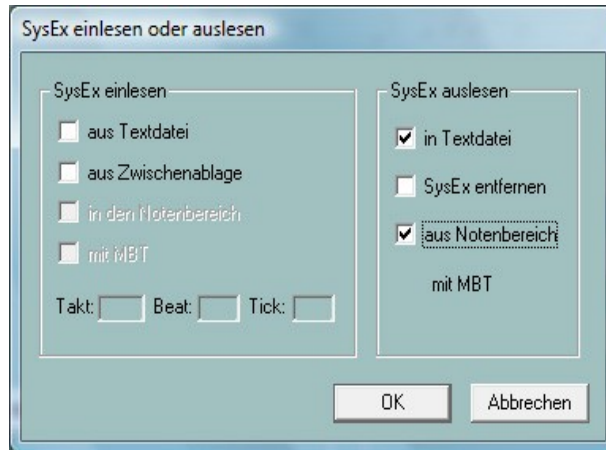 SysEx einlesen oder auslesen
SysEx einlesen
aus Textdatei
aus Zwischenablage
in den Notenbereich
mit MBT
Takt: Beat: Tick:
SysEx auslesen
in Textdatei
SysEx entfernen
aus Notenbereich
mit MBT
OK Abbrechen